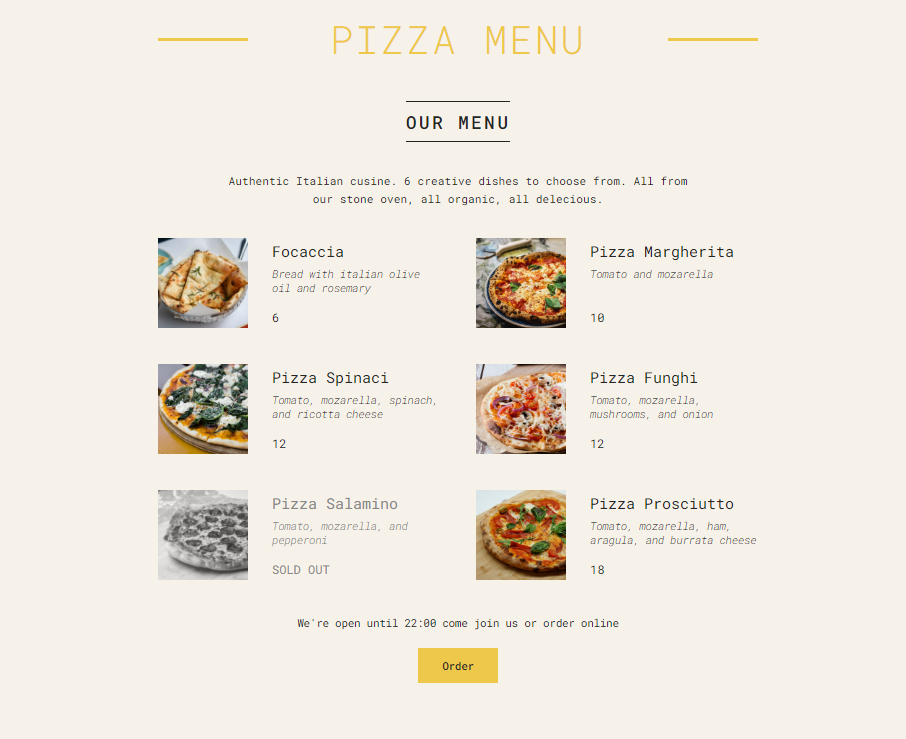 PIZZA MENU
OUR MENU
Authentic Italian cusine. 6 creative dishes to choose from. All from
our stone oven, all organic, all delecious.
Focaccia
Bread with italian olive
oil and rosemary
6
Pizza Margherita
Tomato and mozarella
10
Pizza Spinaci
Tomato, mozarella, spinach,
and ricotta cheese
12
Pizza Funghi
Tomato, mozarella,
mushrooms, and onion
12
Pizza Salamino
Tomato, mozarella, and
pepperoni
SOLD OUT
Pizza Prosciutto
Tomato, mozarella, ham,
aragula, and burrata cheese
18
We're open until 22:00 come join us or order online
Order